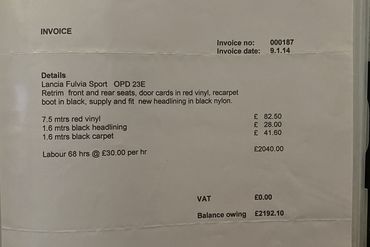 INVOICE
Invoice no: 000187
Invoice date: 9.1.14
Details
Lancia Fulvia Sport OPD 23E
Retrim front and rear seats, door cards in red vinyl, recarpet
boot in black, supply and fit new headlining in black nylon.
7.5 mtrs red vinyl £ 82.50
1.6 mtrs black headlining £ 28.00
1.6 mtrs black carpet £ 41.60
Labour 68 hrs @ £30.00 per hr £2040.00
VAT £0.00
Balance owing £2192.10